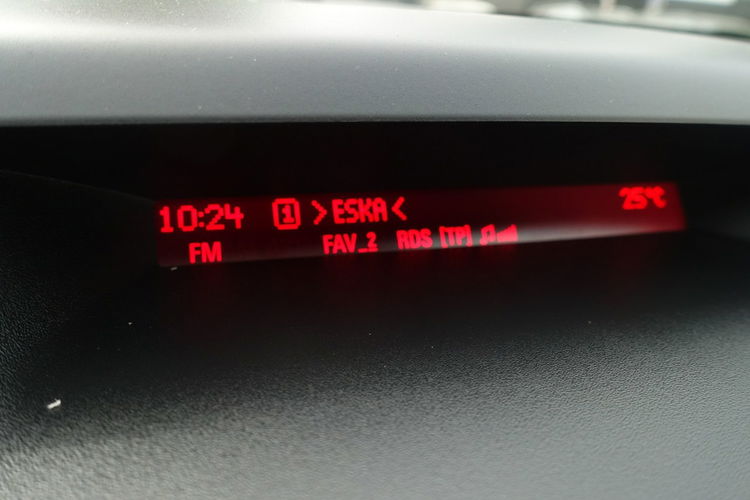 10:24 1 >ESKA< 25°C
FM FAV_2 RDS [TP]